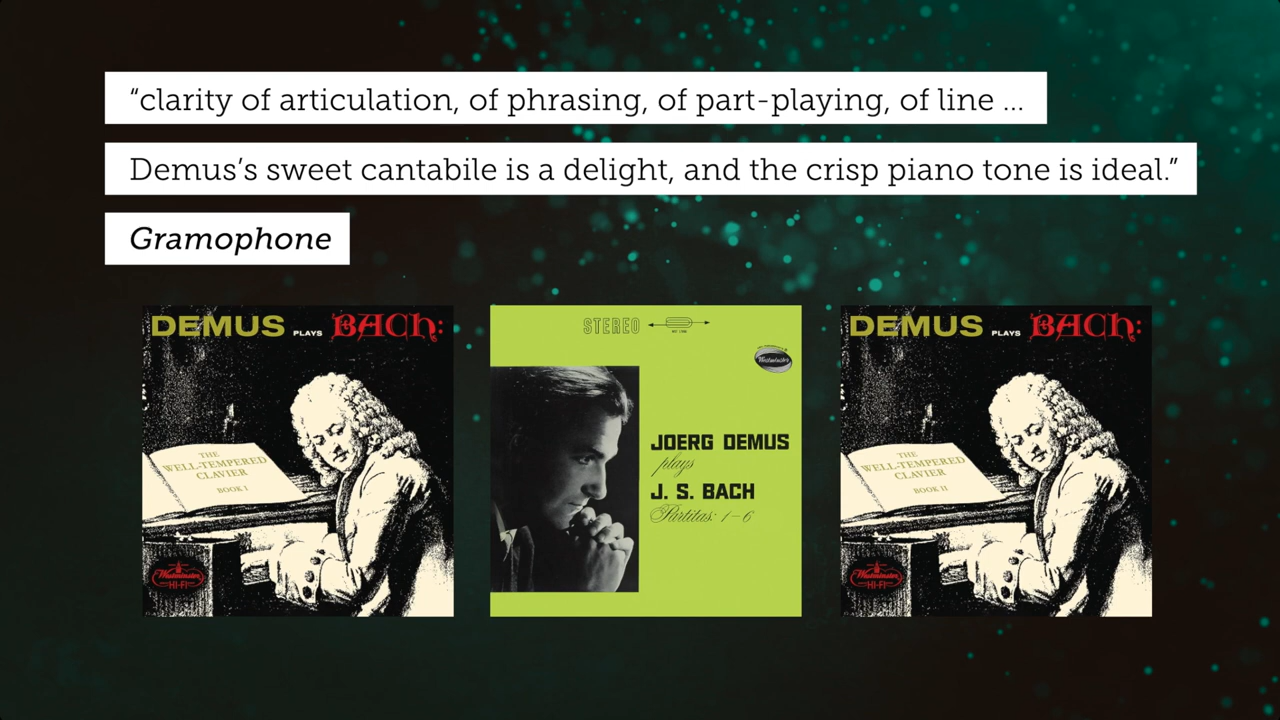 “clarity of articulation, of phrasing, of part-playing, of line ...
Demus’s sweet cantabile is a delight, and the crisp piano tone is ideal.”
Gramophone
DEMUS PLAYS BACH:
THE
WELL-TEMPERED
CLAVIER
BOOK I
Westminster
HI-FI
STEREO
Westminster
JOERG DEMUS
plays
J. S. BACH
Partitas: 1–6
DEMUS PLAYS BACH:
THE
WELL-TEMPERED
CLAVIER
BOOK II
Westminster
HI-FI